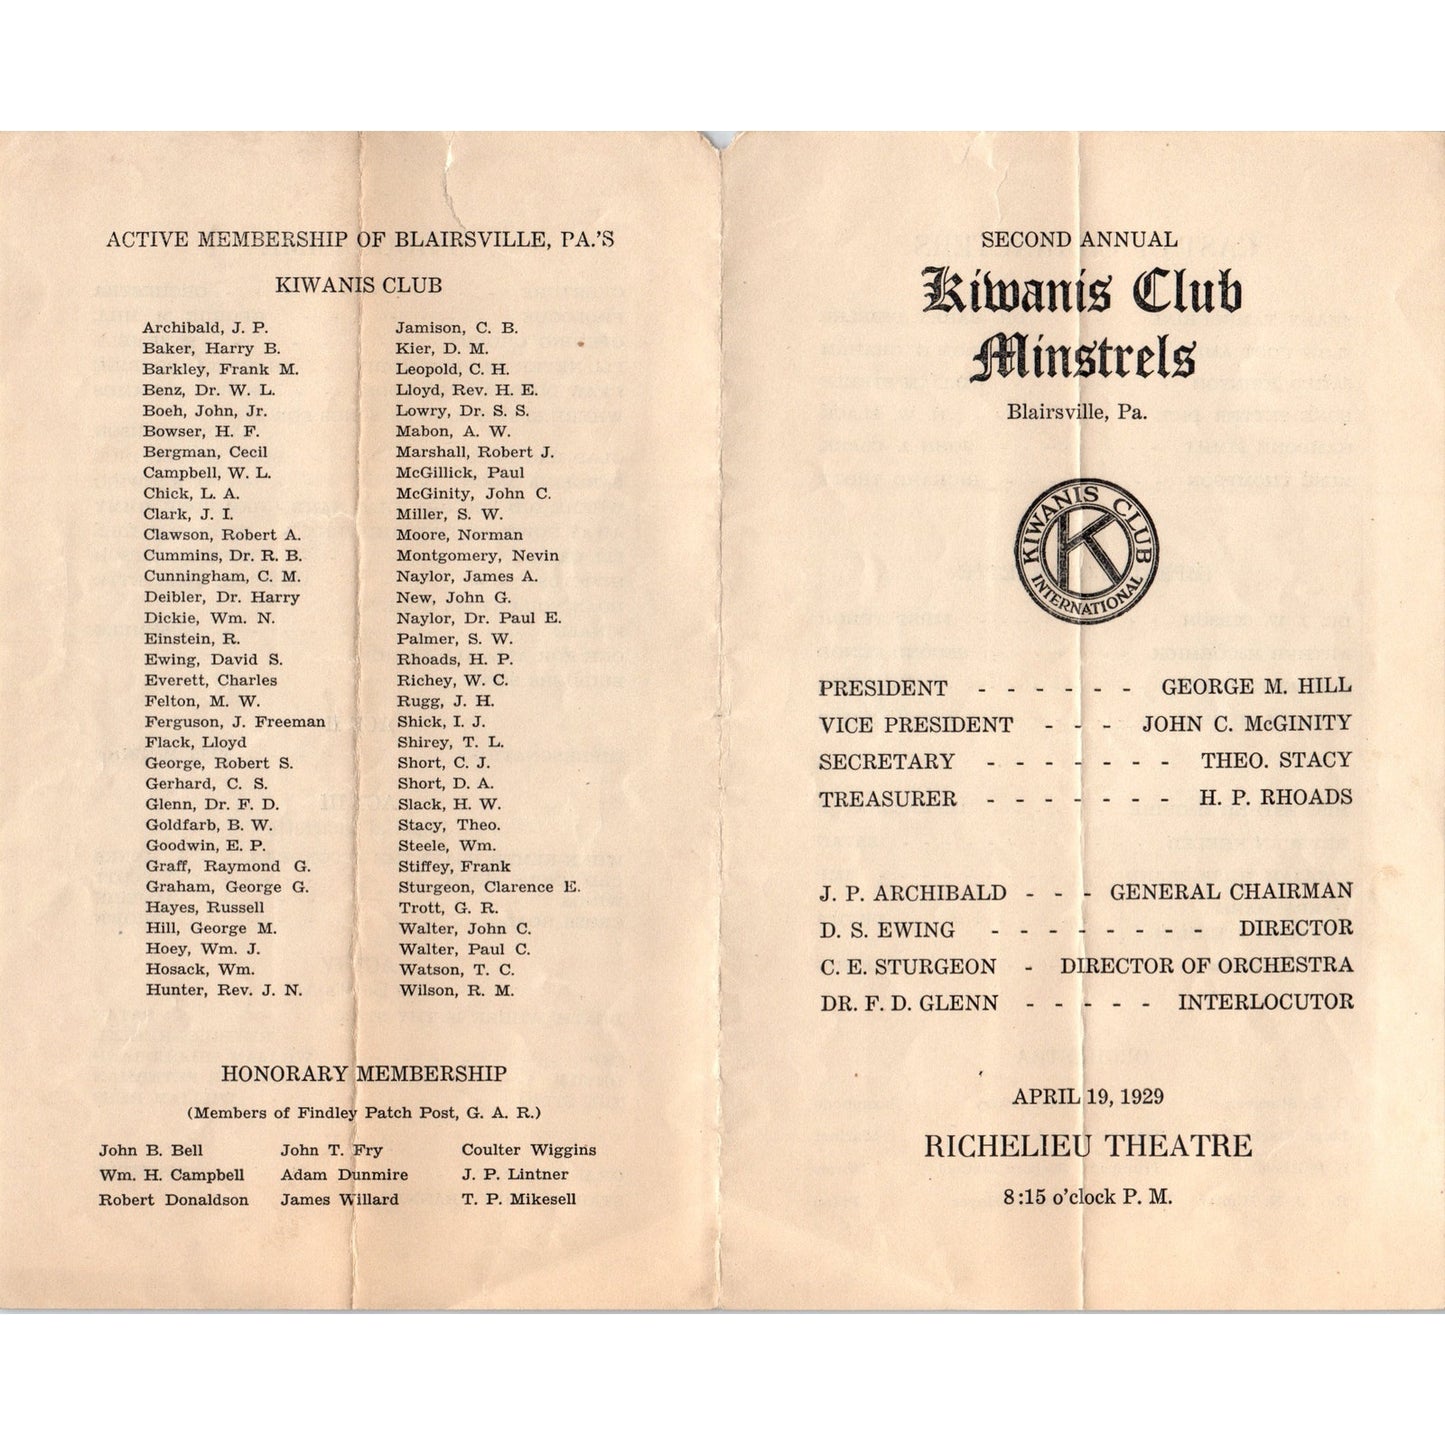 ACTIVE MEMBERSHIP OF BLAIRSVILLE, PA.'S
KIWANIS CLUB
Archibald, J. P.
Baker, Harry B.
Barkley, Frank M.
Benz, Dr. W. L.
Boeh, John, Jr.
Bowser, H. F.
Bergman, Cecil
Campbell, W. L.
Chick, L. A.
Clark, J. I.
Clawson, Robert A.
Cummins, Dr. R. B.
Cunningham, C. M.
Deibler, Dr. Harry
Dickie, Wm. N.
Einstein, R.
Ewing, David S.
Everett, Charles
Felton, M. W.
Ferguson, J. Freeman
Flack, Lloyd
George, Robert S.
Gerhard, C. S.
Glenn, Dr. F. D.
Goldfarb, B. W.
Goodwin, E. P.
Graff, Raymond G.
Graham, George G.
Hayes, Russell
Hill, George M.
Hoey, Wm. J.
Hosack, Wm.
Hunter, Rev. J. N.
Jamison, C. B.
Kier, D. M.
Leopold, C. H.
Lloyd, Rev. H. E.
Lowry, Dr. S. S.
Mabon, A. W.
Marshall, Robert J.
McGillick, Paul
McGinity, John C.
Miller, S. W.
Moore, Norman
Montgomery, Nevin
Naylor, James A.
New, John G.
Naylor, Dr. Paul E.
Palmer, S. W.
Rhoads, H. P.
Richey, W. C.
Rugg, J. H.
Shick, I. J.
Shirey, T. L.
Short, C. J.
Short, D. A.
Slack, H. W.
Stacy, Theo.
Steele, Wm.
Stiffey, Frank
Sturgeon, Clarence E.
Trott, G. R.
Walter, John C.
Walter, Paul C.
Watson, T. C.
Wilson, R. M.
HONORARY MEMBERSHIP
(Members of Findley Patch Post, G. A. R.)
John B. Bell John T. Fry Coulter Wiggins
Wm. H. Campbell Adam Dunmire J. P. Lintner
Robert Donaldson James Willard T. P. Mikesell
SECOND ANNUAL
Kiwanis Club
Minstrels
Blairsville, Pa.
KIWANIS CLUB
K
INTERNATIONAL
PRESIDENT - - - - - - GEORGE M. HILL
VICE PRESIDENT - - - JOHN C. McGINITY
SECRETARY - - - - - - - THEO. STACY
TREASURER - - - - - - - H. P. RHOADS
J. P. ARCHIBALD - - - GENERAL CHAIRMAN
D. S. EWING - - - - - - - - DIRECTOR
C. E. STURGEON - DIRECTOR OF ORCHESTRA
DR. F. D. GLENN - - - - - INTERLOCUTOR
APRIL 19, 1929
RICHELIEU THEATRE
8:15 o'clock P. M.